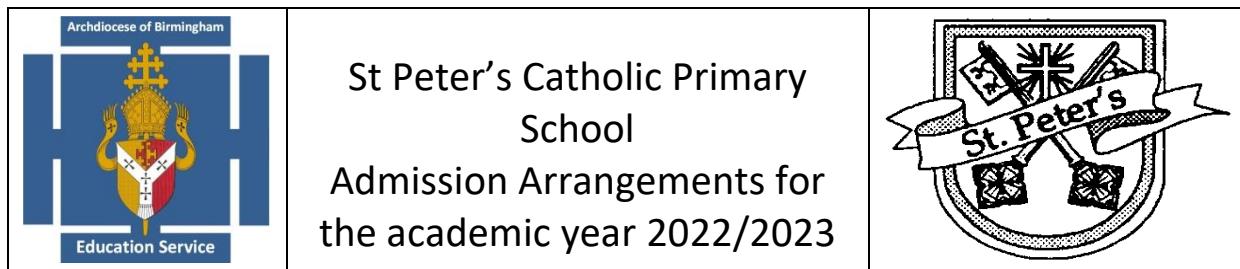 Archdiocese of Birmingham
Education Service
St Peter’s Catholic Primary
School
Admission Arrangements for
the academic year 2022/2023
St. Peter's